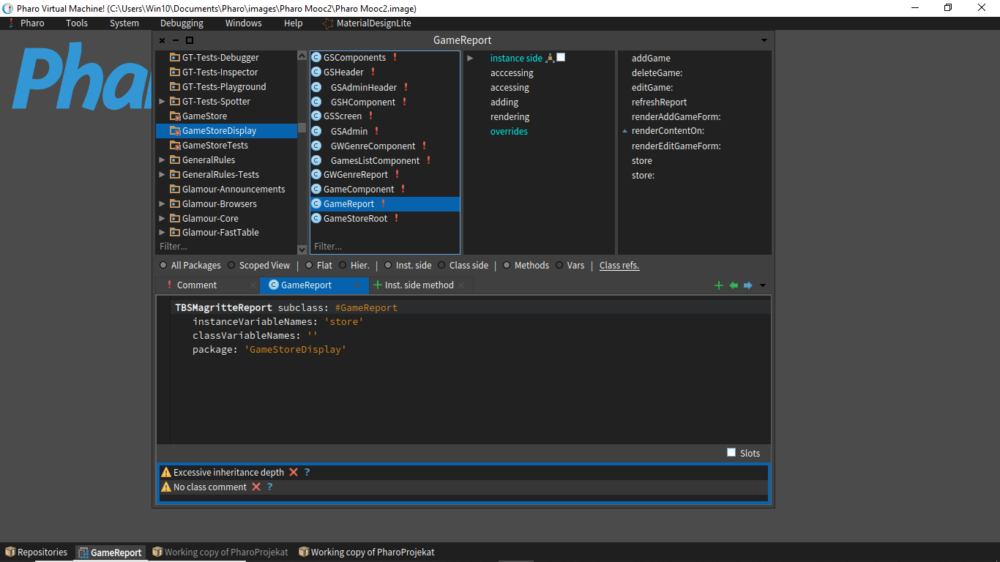 Pharo Virtual Machine! (C:\Users\Win10\Documents\Pharo\images\Pharo Mooc2\Pharo Mooc2.image)
Pharo Tools System Debugging Windows Help MaterialDesignLite
Phar
GameReport
GT-Tests-Debugger
GT-Tests-Inspector
GT-Tests-Playground
GT-Tests-Spotter
GameStore
GameStoreDisplay
GameStoreTests
GeneralRules
GeneralRules-Tests
Glamour-Announcements
Glamour-Browsers
Glamour-Core
Glamour-FastTable
Filter...
GSComponents !
GSHeader !
GSAdminHeader !
GSHComponent !
GSScreen !
GSAdmin !
GWGenreComponent !
GamesListComponent !
GWGenreReport !
GameComponent !
GameReport !
GameStoreRoot !
Filter...
instance side
acccessing
accessing
adding
rendering
overrides
addGame
deleteGame:
editGame:
refreshReport
renderAddGameForm:
renderContentOn:
renderEditGameForm:
store
store:
All Packages Scoped View | Flat Hier. | Inst. side Class side | Methods Vars | Class refs.
! Comment GameReport Inst. side method
TBSMagritteReport subclass: #GameReport
instanceVariableNames: 'store'
classVariableNames: ''
package: 'GameStoreDisplay'
Slots
Excessive inheritance depth ?
No class comment ?
Repositories GameReport Working copy of PharoProjekat Working copy of PharoProjekat